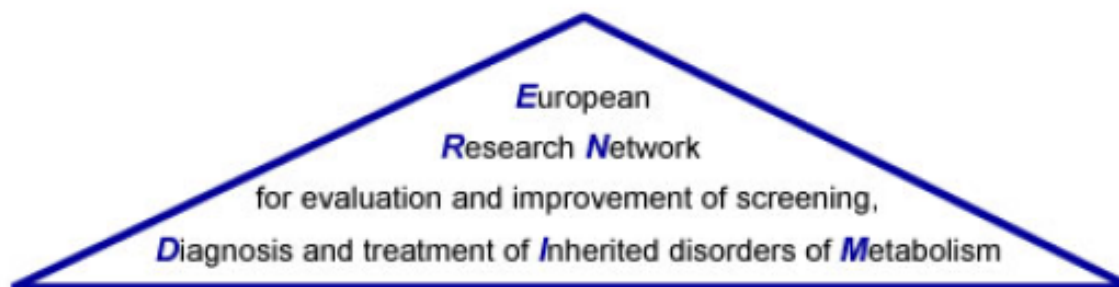 European
Research Network
for evaluation and improvement of screening,
Diagnosis and treatment of Inherited disorders of Metabolism